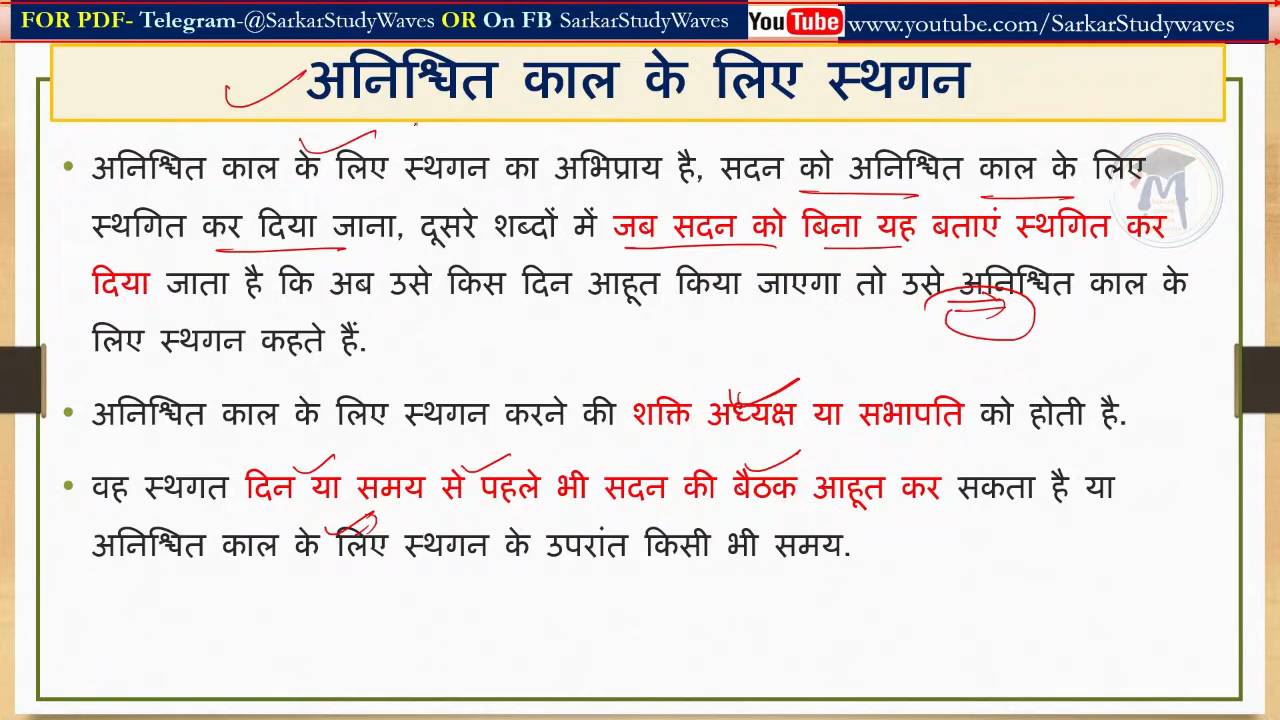 FOR PDF- Telegram-@SarkarStudyWaves OR On FB SarkarStudyWaves
YouTube www.youtube.com/SarkarStudywaves
अनिश्चित काल के लिए स्थगन
• अनिश्चित काल के लिए स्थगन का अभिप्राय है, सदन को अनिश्चित काल के लिए
स्थगित कर दिया जाना, दूसरे शब्दों में जब सदन को बिना यह बताएं स्थगित कर
दिया जाता है कि अब उसे किस दिन आहूत किया जाएगा तो उसे अनिश्चित काल के
लिए स्थगन कहते हैं.
• अनिश्चित काल के लिए स्थगन करने की शक्ति अध्यक्ष या सभापति को होती है.
• वह स्थगत दिन या समय से पहले भी सदन की बैठक आहूत कर सकता है या
अनिश्चित काल के लिए स्थगन के उपरांत किसी भी समय.
M